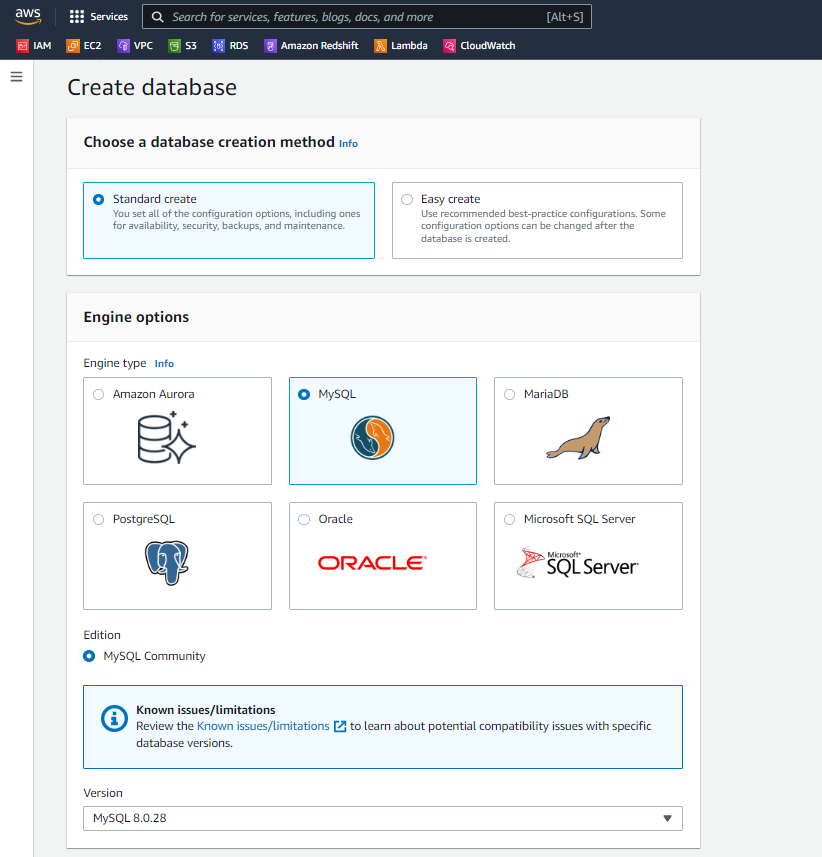 aws
Services
Search for services, features, blogs, docs, and more [Alt+S]
IAM EC2 VPC S3 RDS Amazon Redshift Lambda CloudWatch
Create database
Choose a database creation method Info
Standard create
You set all of the configuration options, including ones
for availability, security, backups, and maintenance.
Easy create
Use recommended best-practice configurations. Some
configuration options can be changed after the
database is created.
Engine options
Engine type Info
Amazon Aurora
MySQL
MariaDB
PostgreSQL
Oracle
ORACLE®
Microsoft SQL Server
Microsoft®
SQL Server®
Edition
MySQL Community
Known issues/limitations
Review the Known issues/limitations to learn about potential compatibility issues with specific
database versions.
Version
MySQL 8.0.28